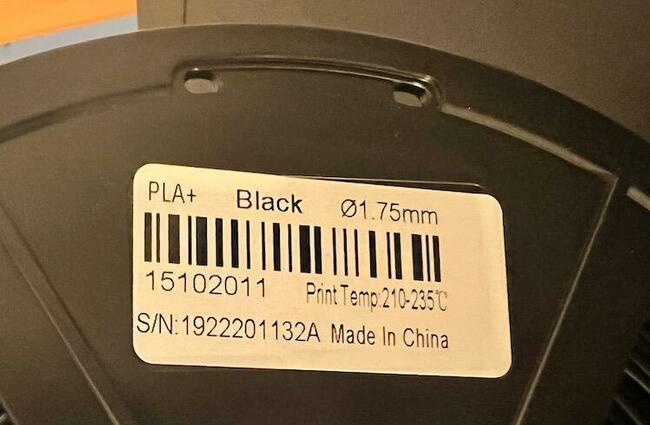 PLA+ Black Ø1.75mm
15102011 Print Temp:210-235℃
S/N:1922201132A Made In China